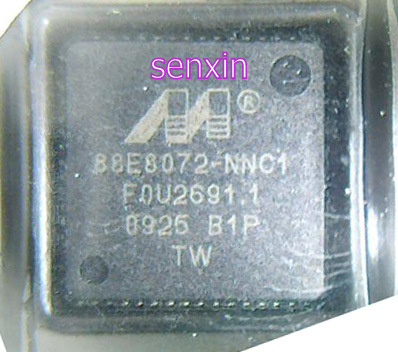 senxin
®
88E8072-NNC1
F0U2691.1
0925 B1P
TW